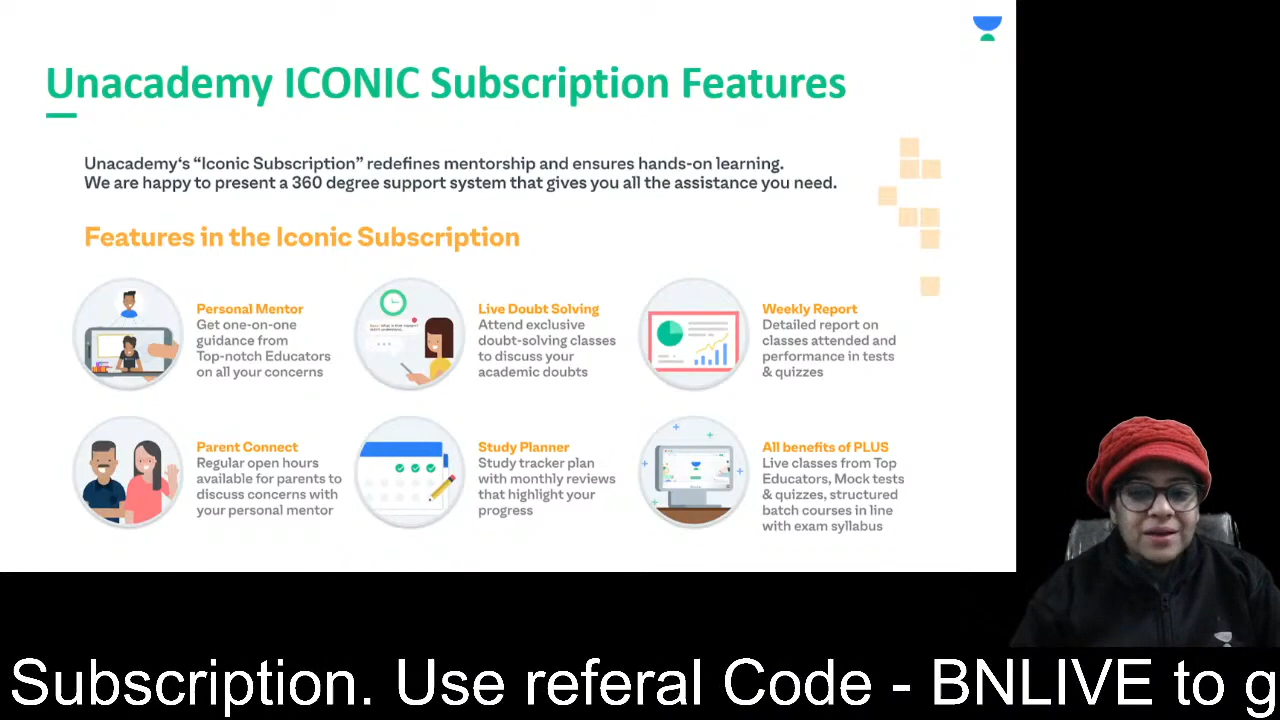 Unacademy ICONIC Subscription Features
Unacademy‘s “Iconic Subscription” redefines mentorship and ensures hands-on learning.
We are happy to present a 360 degree support system that gives you all the assistance you need.
Features in the Iconic Subscription
Personal Mentor
Get one-on-one
guidance from
Top-notch Educators
on all your concerns
Live Doubt Solving
Attend exclusive
doubt-solving classes
to discuss your
academic doubts
Weekly Report
Detailed report on
classes attended and
performance in tests
& quizzes
Parent Connect
Regular open hours
available for parents to
discuss concerns with
your personal mentor
Study Planner
Study tracker plan
with monthly reviews
that highlight your
progress
All benefits of PLUS
Live classes from Top
Educators, Mock tests
& quizzes, structured
batch courses in line
with exam syllabus
Subscription. Use referal Code - BNLIVE to g